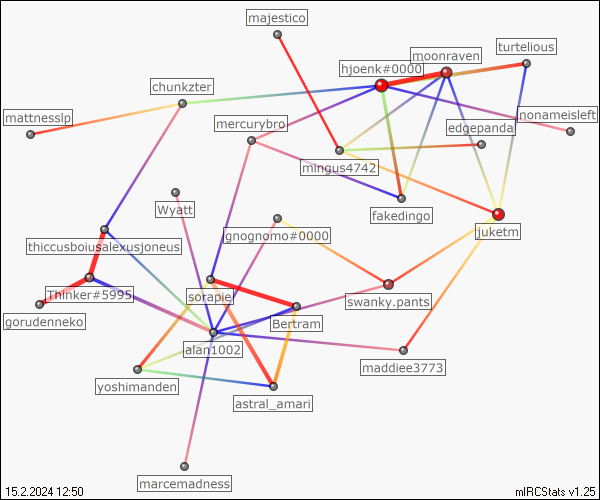 majestico
turtelious
moonraven
hjoenk#0000
chunkzter
mattnesslp
nonameisleft
mercurybro
edgepanda
mingus4742
Wyatt
fakedingo
gnognomo#0000
juketm
thiccusboiusalexusjoneus
Thinker#5995
sorapie
swanky.pants
gorudenneko
Bertram
alan1002
maddiee3773
yoshimanden
astral_amari
marcemadness
15.2.2024 12:50
mIRCStats v1.25